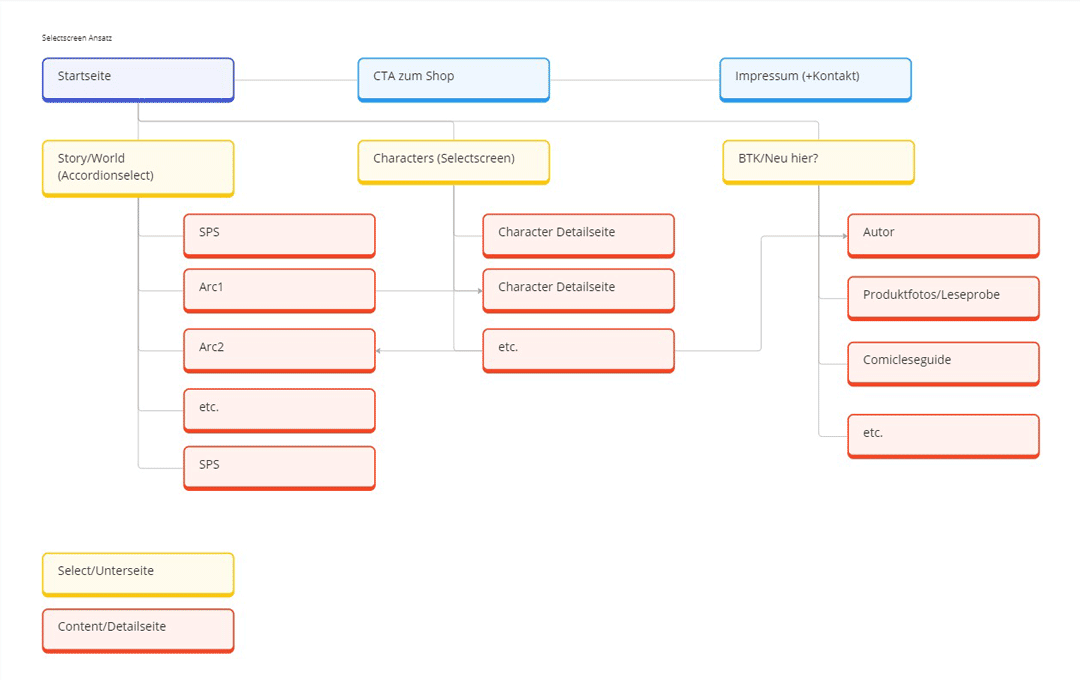 Selectscreen Ansatz
Startseite
CTA zum Shop
Impressum (+Kontakt)
Story/World
(Accordionselect)
Characters (Selectscreen)
BTK/Neu hier?
SPS
Character Detailseite
Autor
Arc1
Character Detailseite
Produktfotos/Leseprobe
Arc2
etc.
Comicleseguide
etc.
etc.
SPS
Select/Unterseite
Content/Detailseite